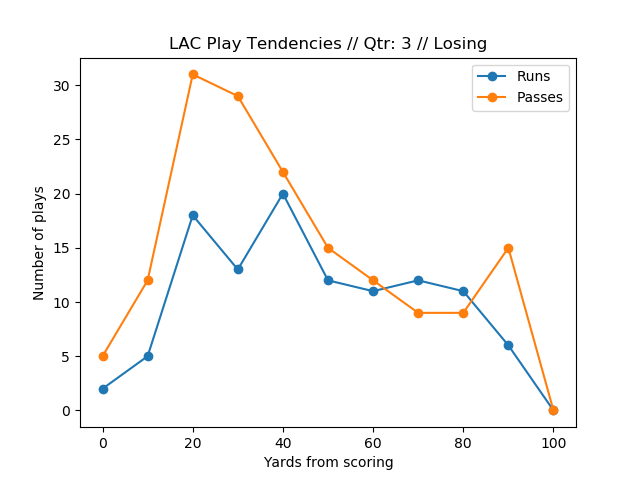 LAC Play Tendencies // Qtr: 3 // Losing
Runs
Passes
30
25
20
15
10
5
0
Number of plays
0 20 40 60 80 100
Yards from scoring